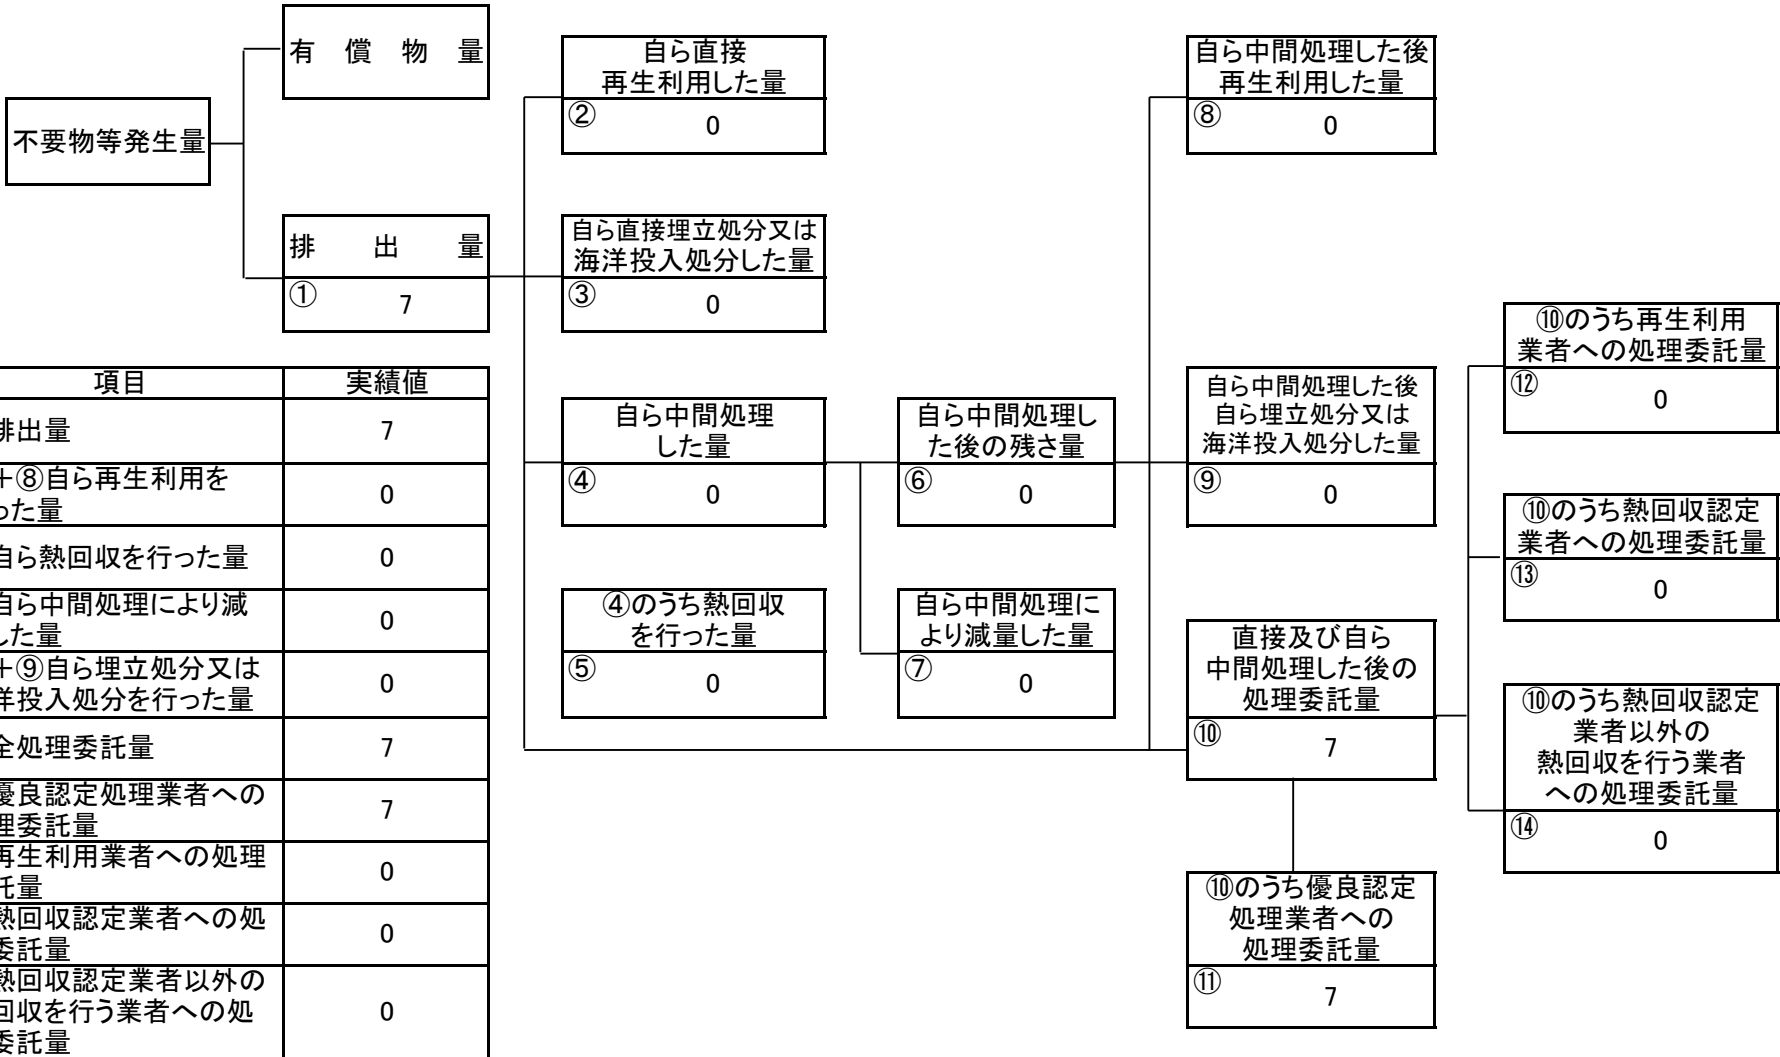 有償物量
不要物等発生量
排出量
① 7
自ら直接
再生利用した量
② 0
自ら直接埋立処分又は
海洋投入処分した量
③ 0
自ら中間処理
した量
④ 0
④のうち熱回収
を行った量
⑤ 0
自ら中間処理し
た後の残さ量
⑥ 0
自ら中間処理に
より減量した量
⑦ 0
自ら中間処理した後
再生利用した量
⑧ 0
自ら中間処理した後
自ら埋立処分又は
海洋投入処分した量
⑨ 0
直接及び自ら
中間処理した後の
処理委託量
⑩ 7
⑩のうち優良認定
処理業者への
処理委託量
⑪ 7
⑩のうち再生利用
業者への処理委託量
⑫ 0
⑩のうち熱回収認定
業者への処理委託量
⑬ 0
⑩のうち熱回収認定
業者以外の
熱回収を行う業者
への処理委託量
⑭ 0
項目 実績値
排出量 7
+⑧自ら再生利用を
った量 0
自ら熱回収を行った量 0
自ら中間処理により減
した量 0
+⑨自ら埋立処分又は
洋投入処分を行った量 0
全処理委託量 7
優良認定処理業者への
理委託量 7
再生利用業者への処理
託量 0
熱回収認定業者への処
委託量 0
熱回収認定業者以外の
回収を行う業者への処
委託量 0